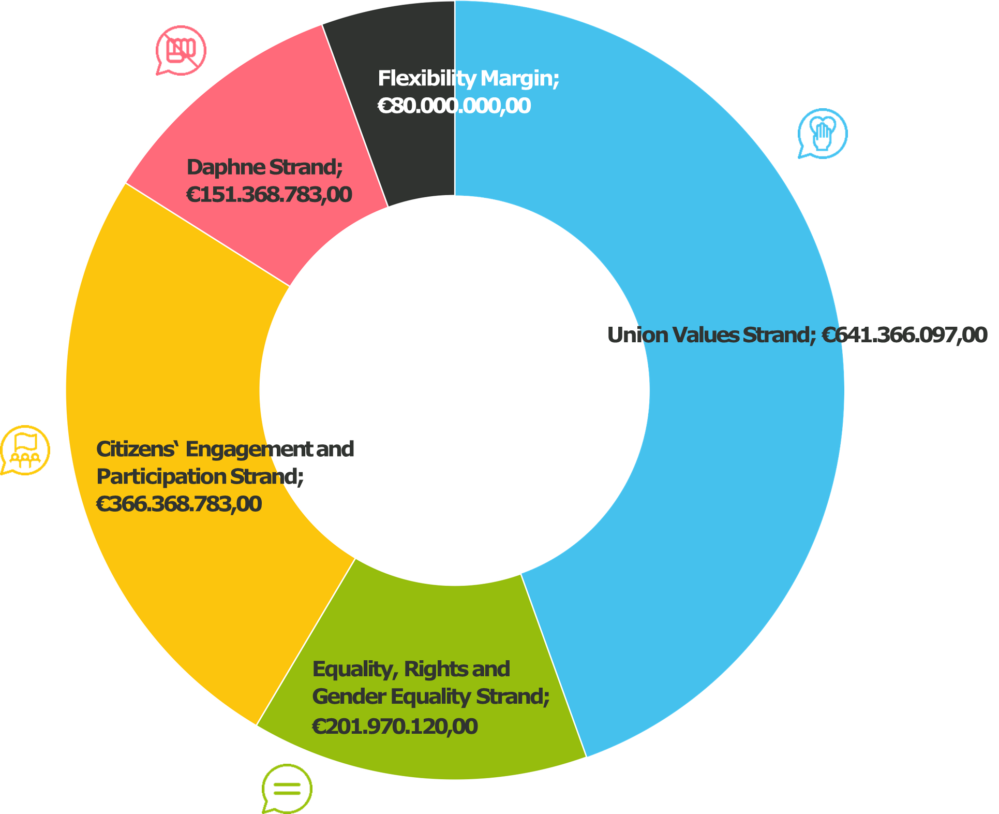 Flexibility Margin;
€80.000.000,00
Daphne Strand;
€151.368.783,00
Union Values Strand; €641.366.097,00
Citizens‘ Engagement and
Participation Strand;
€366.368.783,00
Equality, Rights and
Gender Equality Strand;
€201.970.120,00